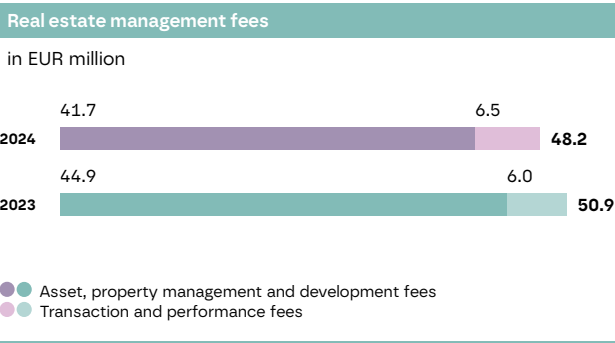 Real estate management fees
in EUR million
41.7 6.5
2024 48.2
44.9 6.0
2023 50.9
Asset, property management and development fees
Transaction and performance fees